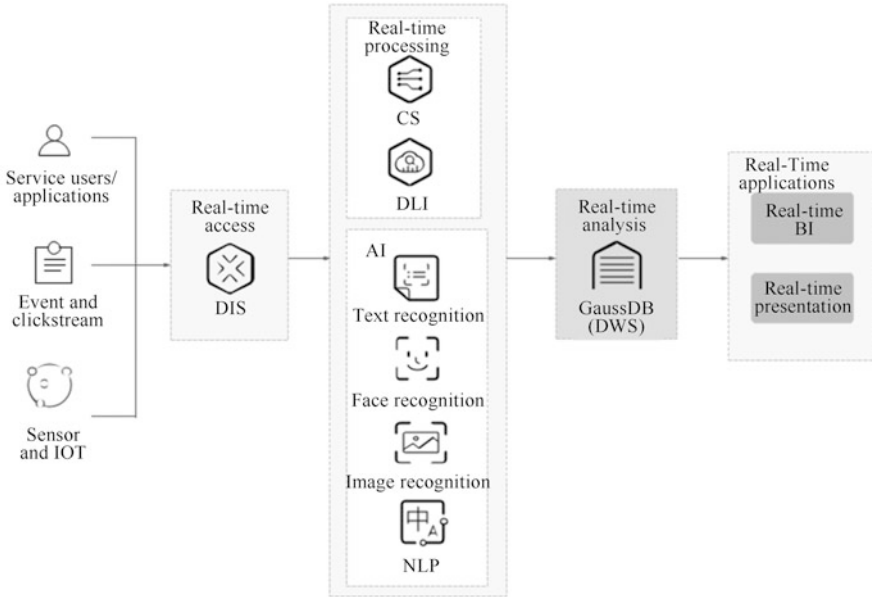 Service users/
applications
Event and
clickstream
Sensor
and IOT
Real-time
access
DIS
Real-time
processing
CS
DLI
AI
Text recognition
Face recognition
Image recognition
中
A
NLP
Real-time
analysis
GaussDB
(DWS)
Real-Time
applications
Real-time
BI
Real-time
presentation